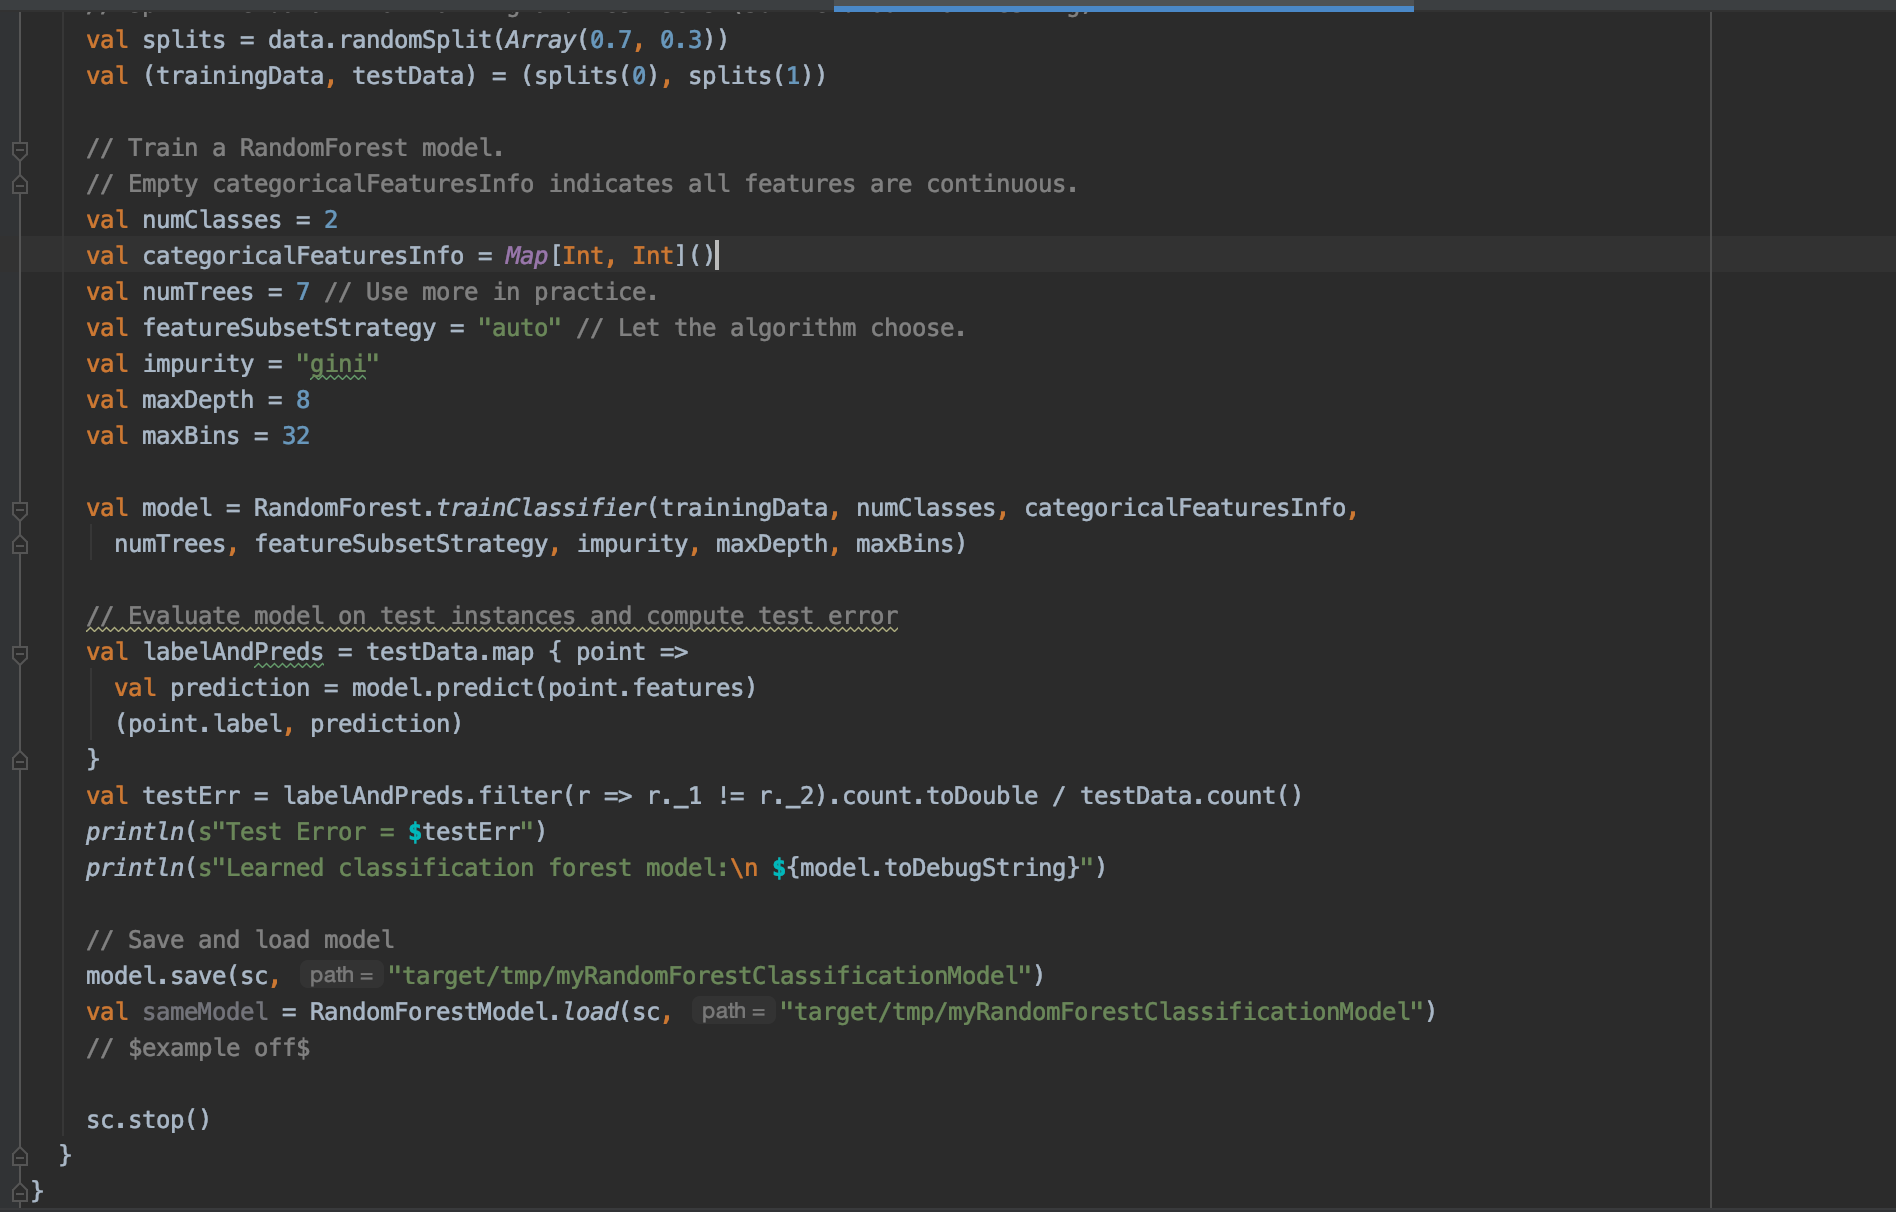 val splits = data.randomSplit(Array(0.7, 0.3))
val (trainingData, testData) = (splits(0), splits(1))
// Train a RandomForest model.
// Empty categoricalFeaturesInfo indicates all features are continuous.
val numClasses = 2
val categoricalFeaturesInfo = Map[Int, Int]()
val numTrees = 7 // Use more in practice.
val featureSubsetStrategy = "auto" // Let the algorithm choose.
val impurity = "gini"
val maxDepth = 8
val maxBins = 32
val model = RandomForest.trainClassifier(trainingData, numClasses, categoricalFeaturesInfo,
numTrees, featureSubsetStrategy, impurity, maxDepth, maxBins)
// Evaluate model on test instances and compute test error
val labelAndPreds = testData.map { point =>
val prediction = model.predict(point.features)
(point.label, prediction)
}
val testErr = labelAndPreds.filter(r => r._1 != r._2).count.toDouble / testData.count()
println(s"Test Error = $testErr")
println(s"Learned classification forest model:\n ${model.toDebugString}")
// Save and load model
model.save(sc, path = "target/tmp/myRandomForestClassificationModel")
val sameModel = RandomForestModel.load(sc, path = "target/tmp/myRandomForestClassificationModel")
// $example off$
sc.stop()
}
}